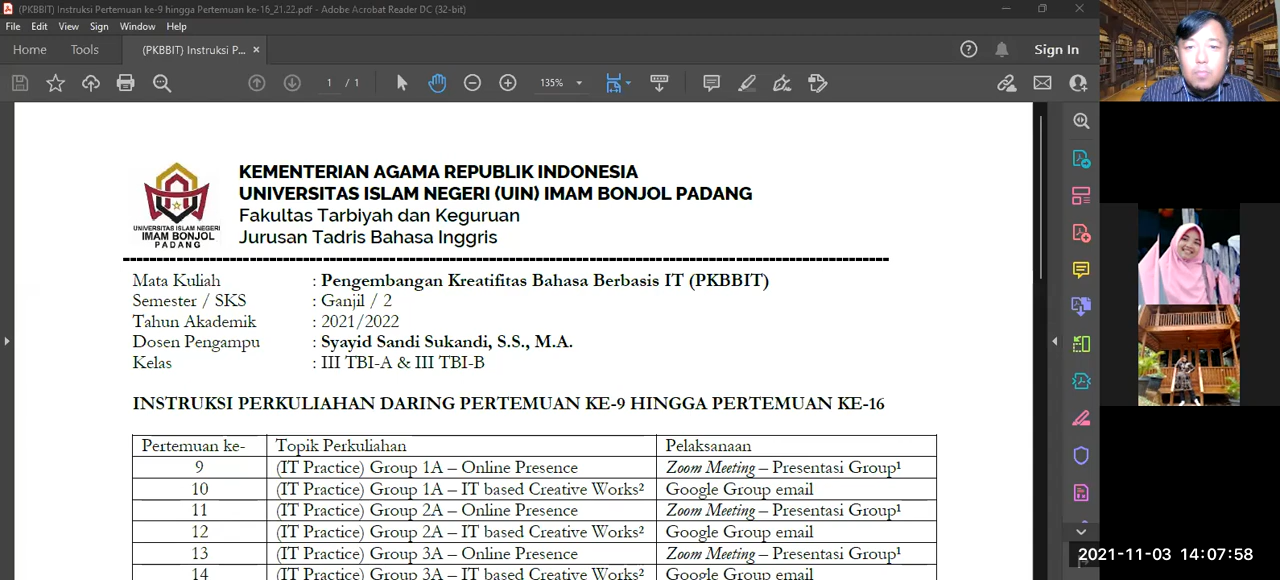 (PKBBIT) Instruksi Pertemuan ke-9 hingga Pertemuan ke-16_21.22.pdf - Adobe Acrobat Reader DC (32-bit)
File Edit View Sign Window Help
Home Tools (PKBBIT) Instruksi P... × Sign In
1 / 1 135%
KEMENTERIAN AGAMA REPUBLIK INDONESIA
UNIVERSITAS ISLAM NEGERI (UIN) IMAM BONJOL PADANG
Fakultas Tarbiyah dan Keguruan
Jurusan Tadris Bahasa Inggris
UNIVERSITAS ISLAM NEGERI
IMAM BONJOL
PADANG
Mata Kuliah : Pengembangan Kreatifitas Bahasa Berbasis IT (PKBBIT)
Semester / SKS : Ganjil / 2
Tahun Akademik : 2021/2022
Dosen Pengampu : Syayid Sandi Sukandi, S.S., M.A.
Kelas : III TBI-A & III TBI-B
INSTRUKSI PERKULIAHAN DARING PERTEMUAN KE-9 HINGGA PERTEMUAN KE-16
Pertemuan ke- Topik Perkuliahan Pelaksanaan
9 (IT Practice) Group 1A – Online Presence Zoom Meeting – Presentasi Group¹
10 (IT Practice) Group 1A – IT based Creative Works² Google Group email
11 (IT Practice) Group 2A – Online Presence Zoom Meeting – Presentasi Group¹
12 (IT Practice) Group 2A – IT based Creative Works² Google Group email
13 (IT Practice) Group 3A – Online Presence Zoom Meeting – Presentasi Group¹
14 (IT Practice) Group 3A – IT based Creative Works² Google Group email
2021-11-03 14:07:58